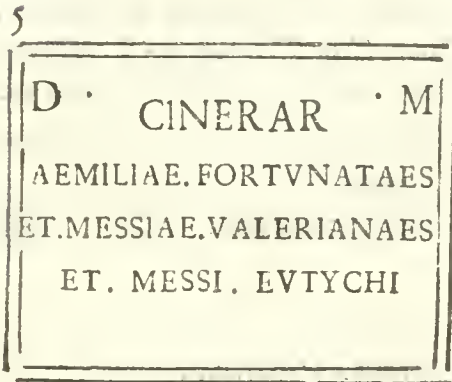 5
D · M
CINERAR
AEMILIAE. FORTVNATAES
ET. MESSIAE. VALERIANAES
ET. MESSI. EVTYCHI